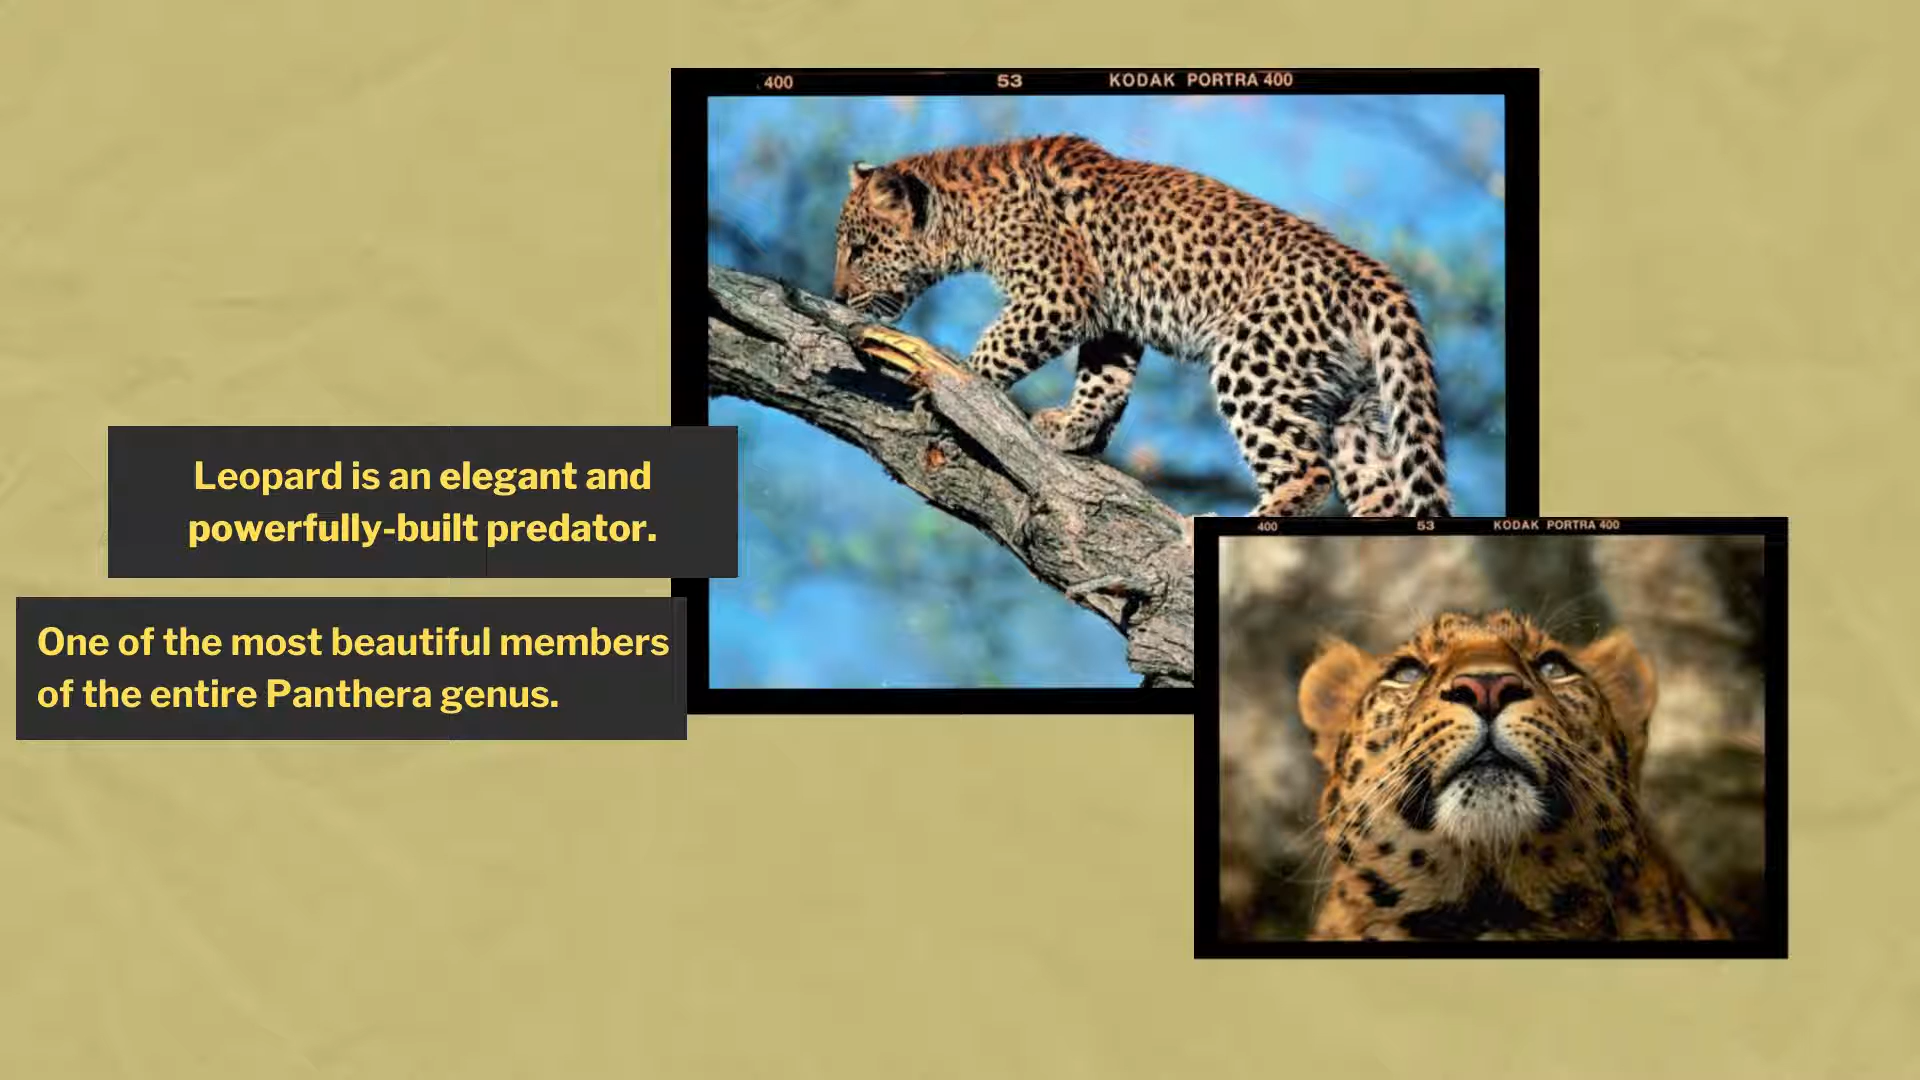 400 53 KODAK PORTRA 400
Leopard is an elegant and
powerfully-built predator.
400 53 KODAK PORTRA 400
One of the most beautiful members
of the entire Panthera genus.